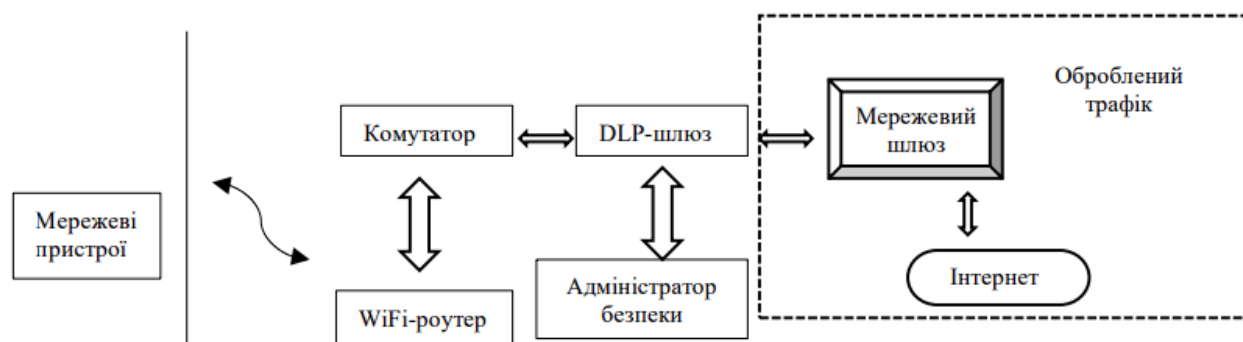 Мережеві
пристрої
Комутатор
WiFi-роутер
DLP-шлюз
Адміністратор
безпеки
Мережевий
шлюз
Оброблений
трафік
Інтернет